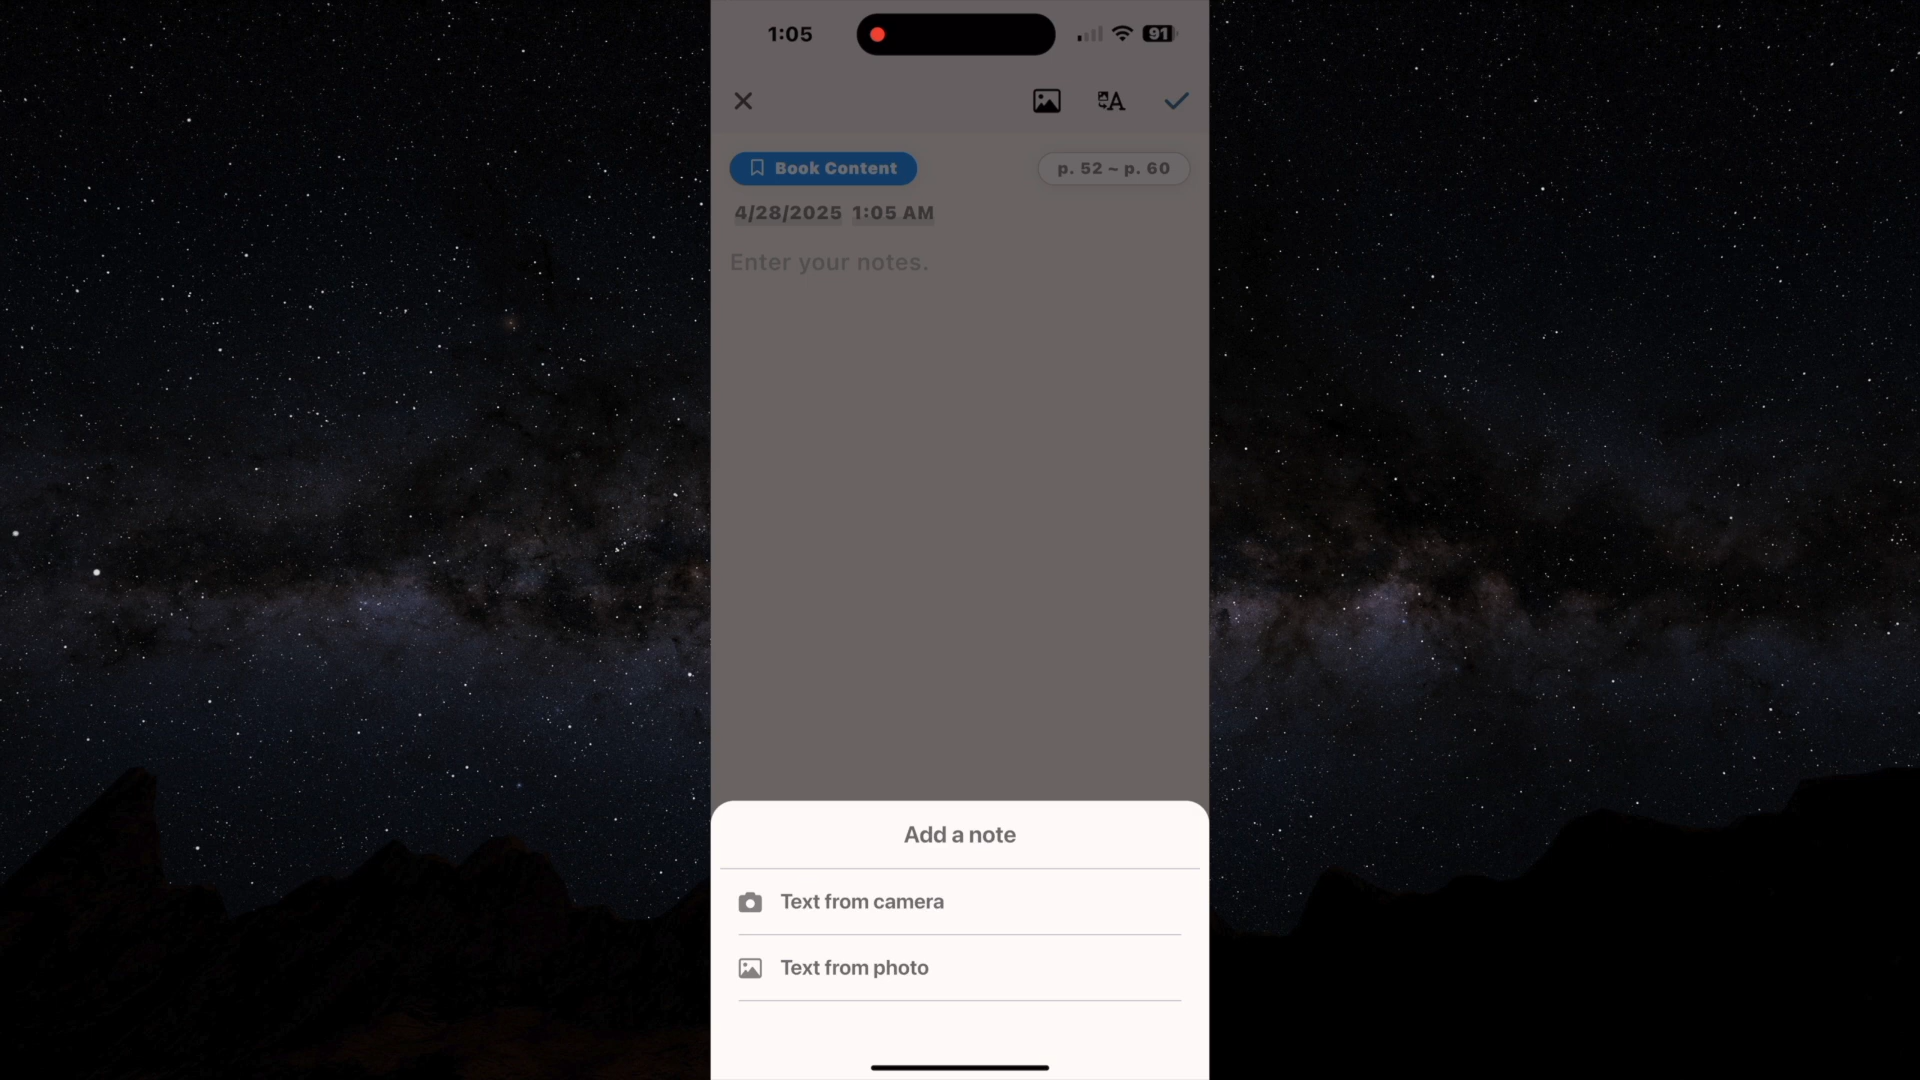 1:05
91
Book Content
p. 52 ~ p. 60
4/28/2025 1:05 AM
Enter your notes.
Add a note
Text from camera
Text from photo